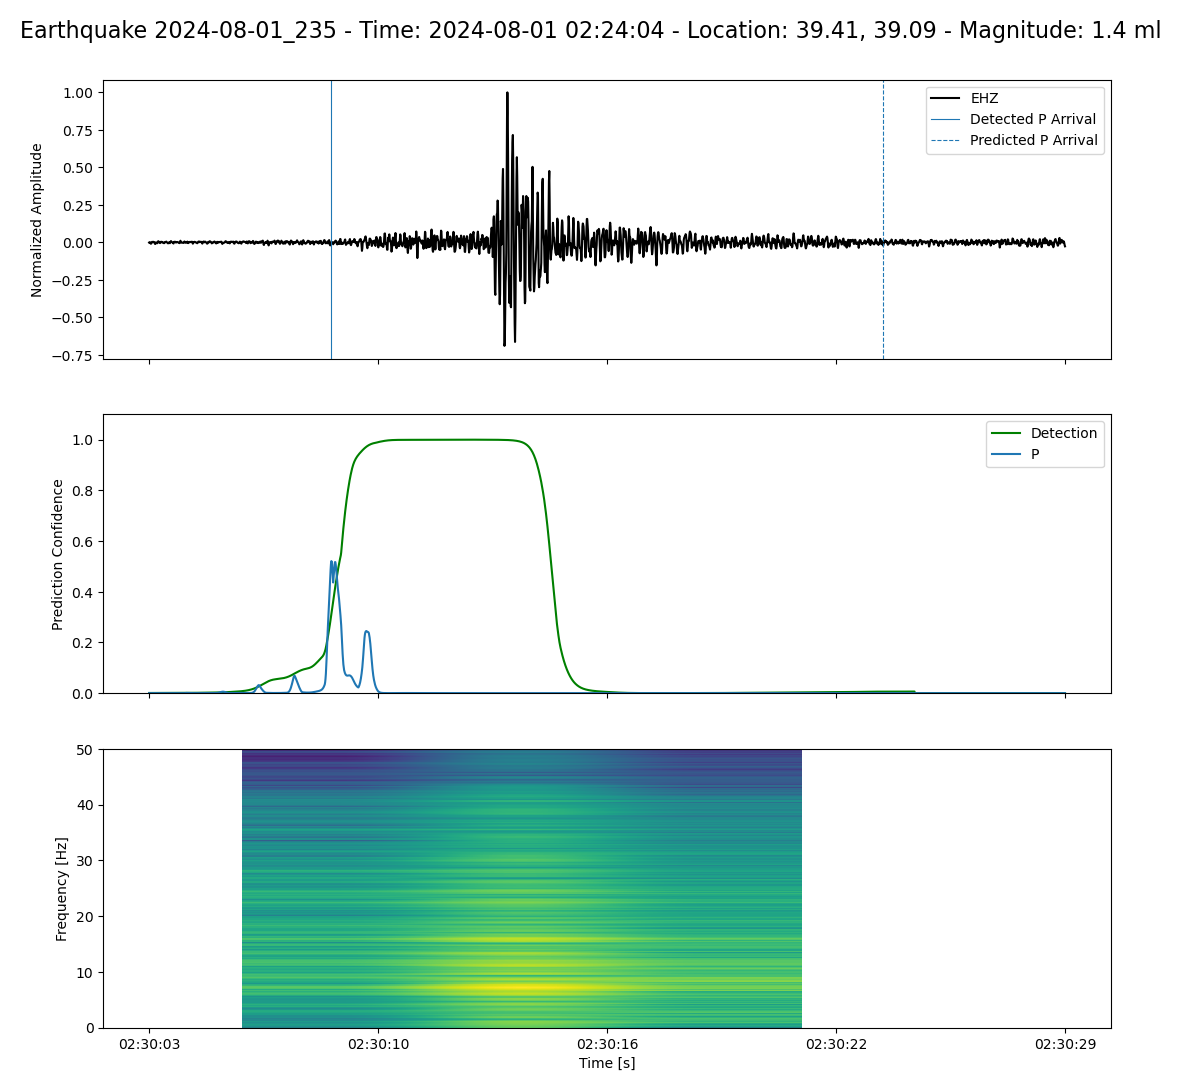 Earthquake 2024-08-01_235 - Time: 2024-08-01 02:24:04 - Location: 39.41, 39.09 - Magnitude: 1.4 ml
1.00
0.75
0.50
0.25
0.00
−0.25
−0.50
−0.75
Normalized Amplitude
EHZ
Detected P Arrival
Predicted P Arrival
1.0
0.8
0.6
0.4
0.2
0.0
Prediction Confidence
Detection
P
50
40
30
20
10
0
Frequency [Hz]
02:30:03
02:30:10
02:30:16
02:30:22
02:30:29
Time [s]